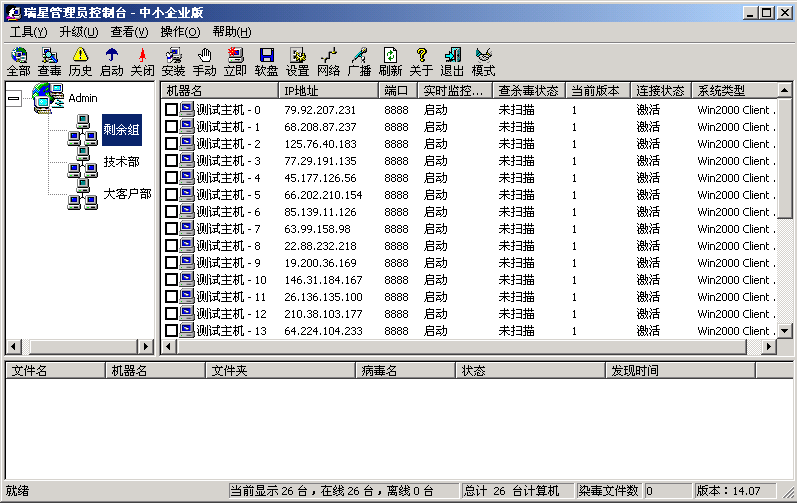 瑞星管理员控制台 - 中小企业版
工具(Y) 升级(U) 查看(V) 操作(O) 帮助(H)
全部 查毒 历史 启动 关闭 安装 手动 立即 软盘 设置 网络 广播 刷新 关于 退出 模式
Admin
剩余组
技术部
大客户部
机器名 IP地址 端口 实时监控... 查杀毒状态 当前版本 连接状态 系统类型
测试主机 - 0 79.92.207.231 8888 启动 未扫描 1 激活 Win2000 Client .
测试主机 - 1 68.208.87.237 8888 启动 未扫描 1 激活 Win2000 Client .
测试主机 - 2 125.76.40.183 8888 启动 未扫描 1 激活 Win2000 Client .
测试主机 - 3 77.29.191.135 8888 启动 未扫描 1 激活 Win2000 Client .
测试主机 - 4 45.177.126.56 8888 启动 未扫描 1 激活 Win2000 Client .
测试主机 - 5 66.202.210.154 8888 启动 未扫描 1 激活 Win2000 Client .
测试主机 - 6 85.139.11.126 8888 启动 未扫描 1 激活 Win2000 Client .
测试主机 - 7 63.99.158.98 8888 启动 未扫描 1 激活 Win2000 Client .
测试主机 - 8 22.88.232.218 8888 启动 未扫描 1 激活 Win2000 Client .
测试主机 - 9 19.200.36.169 8888 启动 未扫描 1 激活 Win2000 Client .
测试主机 - 10 146.31.184.167 8888 启动 未扫描 1 激活 Win2000 Client .
测试主机 - 11 26.136.135.100 8888 启动 未扫描 1 激活 Win2000 Client .
测试主机 - 12 210.38.103.177 8888 启动 未扫描 1 激活 Win2000 Client .
测试主机 - 13 64.224.104.233 8888 启动 未扫描 1 激活 Win2000 Client .
文件名 机器名 文件夹 病毒名 状态 发现时间
就绪 当前显示26台，在线26台，离线0台 总计 26 台计算机 染毒文件数 0 版本：14.07